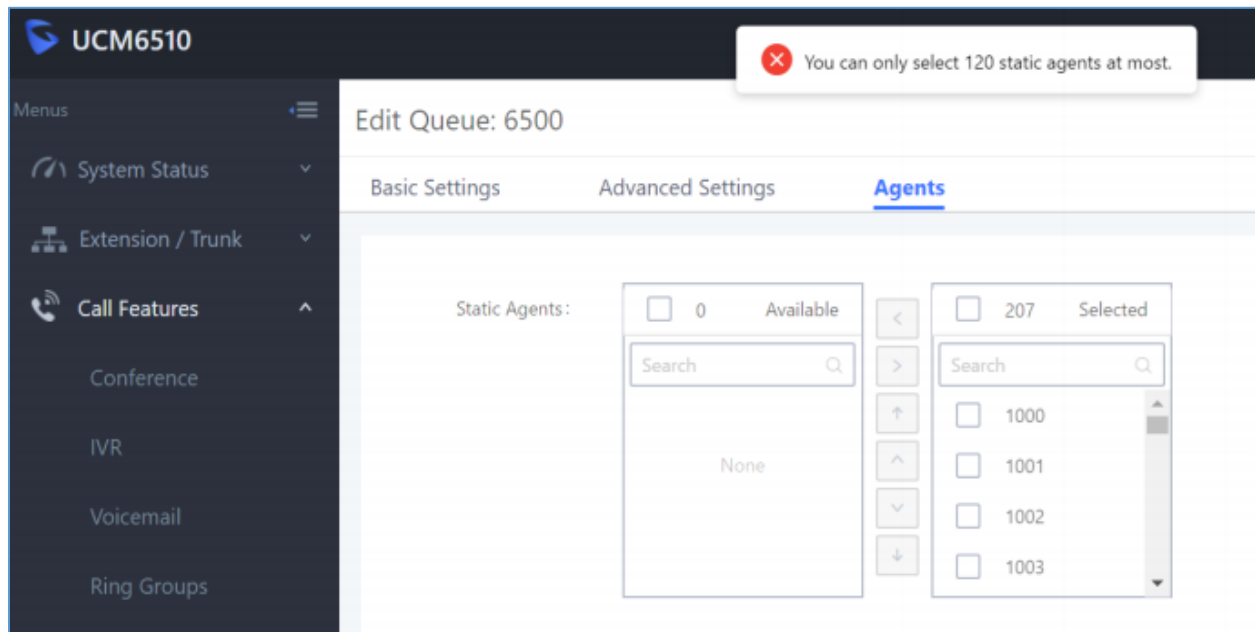 UCM6510
You can only select 120 static agents at most.
Menus
Edit Queue: 6500
System Status
Basic Settings Advanced Settings Agents
Extension / Trunk
Call Features
Static Agents:
0 Available
207 Selected
Search
Search
Conference
1000
IVR
None
1001
Voicemail
1002
1003
Ring Groups